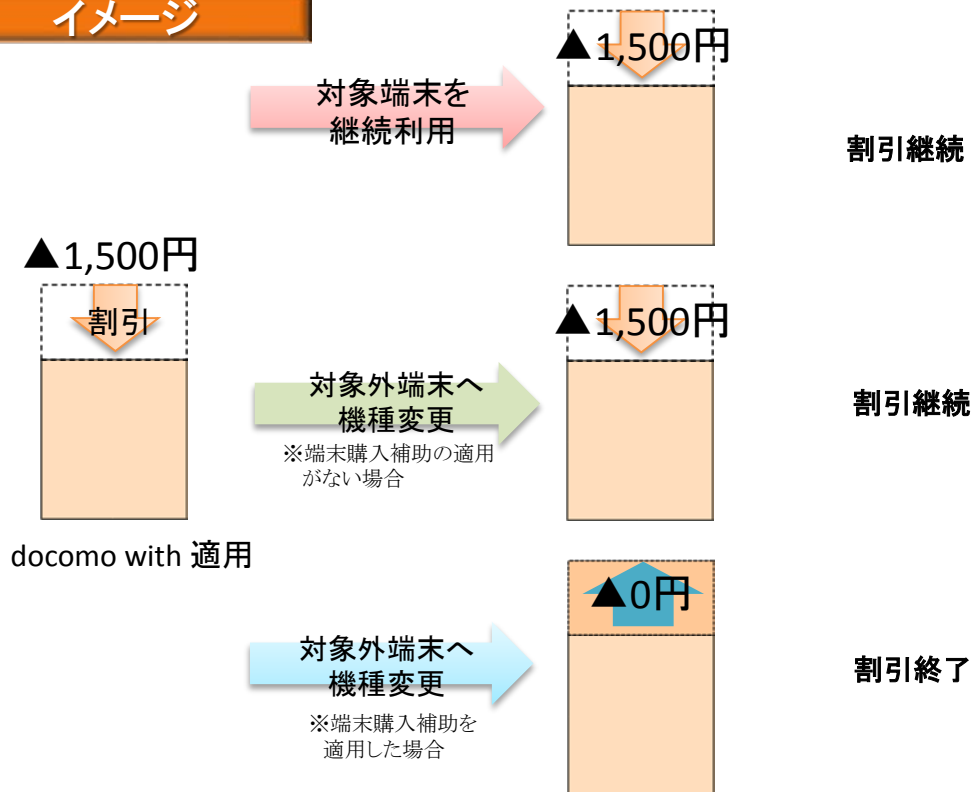 イメージ
▲1,500円
対象端末を
継続利用
割引継続
▲1,500円
割引
docomo with 適用
▲1,500円
対象外端末へ
機種変更
※端末購入補助の適用
がない場合
割引継続
▲0円
対象外端末へ
機種変更
※端末購入補助を
適用した場合
割引終了